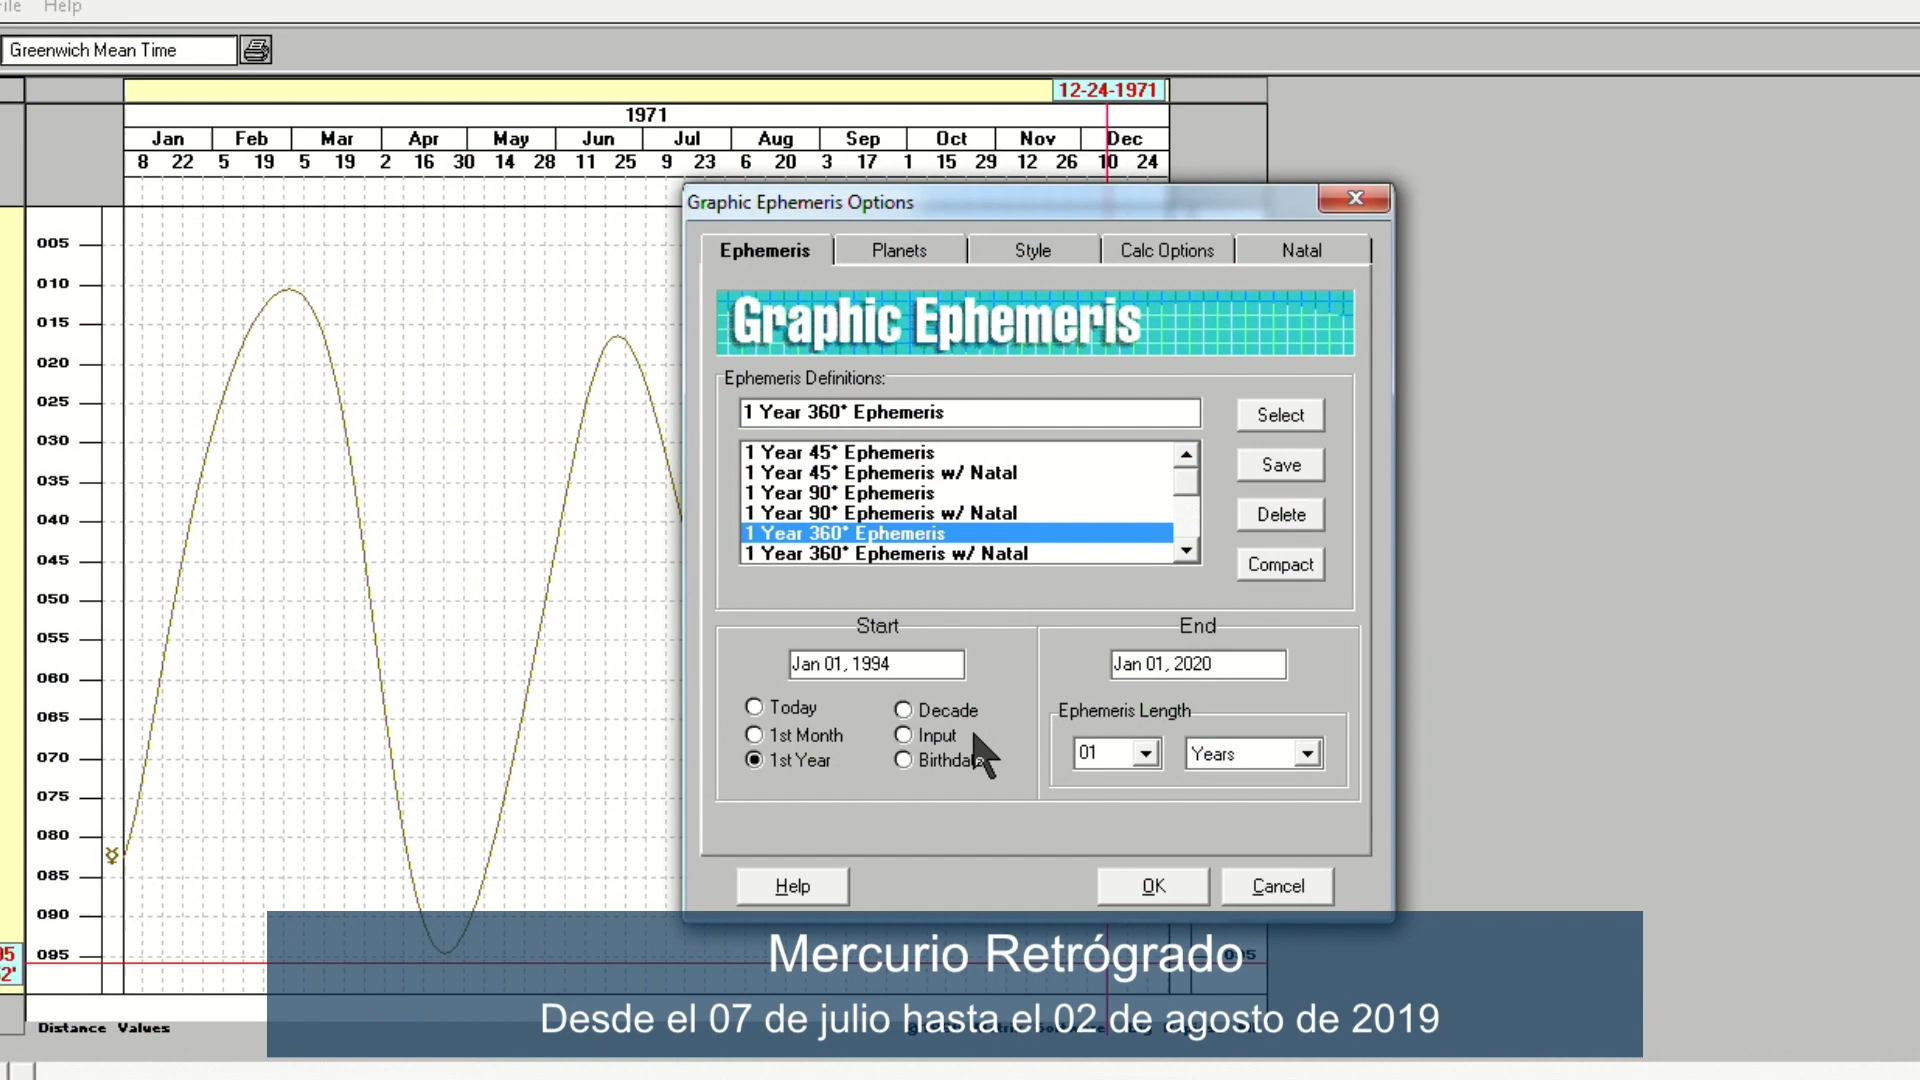 File Help
Greenwich Mean Time
12-24-1971
1971
Jan Feb Mar Apr May Jun Jul Aug Sep Oct Nov Dec
8 22 5 19 5 19 2 16 30 14 28 11 25 9 23 6 20 3 17 1 15 29 12 26 10 24
005
010
015
020
025
030
035
040
045
050
055
060
065
070
075
080
085
090
095
Distance Values
Graphic Ephemeris Options
Ephemeris Planets Style Calc Options Natal
Graphic Ephemeris
Ephemeris Definitions:
1 Year 360° Ephemeris
1 Year 45° Ephemeris
1 Year 45° Ephemeris w/ Natal
1 Year 90° Ephemeris
1 Year 90° Ephemeris w/ Natal
1 Year 360° Ephemeris
1 Year 360° Ephemeris w/ Natal
Select
Save
Delete
Compact
Start
Jan 01, 1994
Today
1st Month
1st Year
Decade
Input
End
Jan 01, 2020
Ephemeris Length
01 Years
Help OK Cancel
Mercurio Retrógrado
Desde el 07 de julio hasta el 02 de agosto de 2019